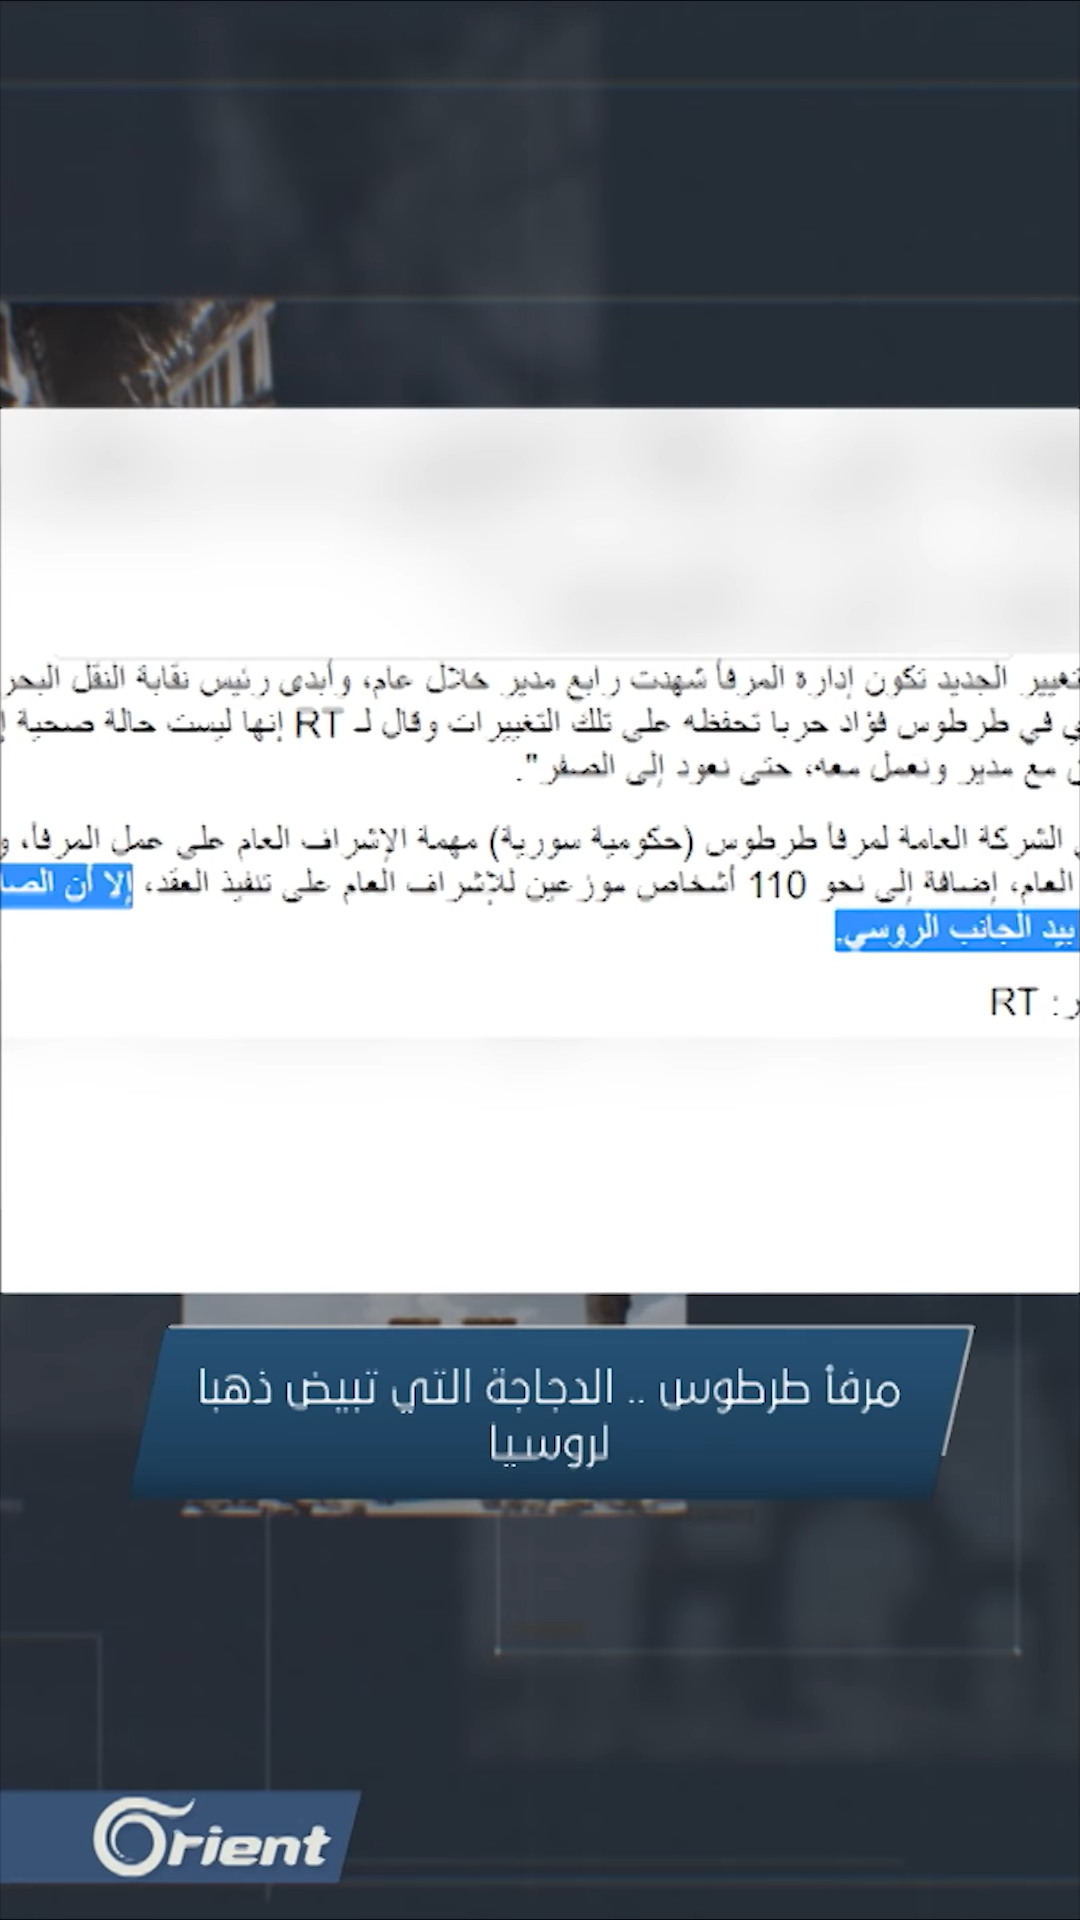 الجديد تكون إدارة المرفأ شهدت رابع مدير خلال عام، وأبدى رئيس نقابة النقل
في طرطوس فؤاد حربا تحفظه على تلك التغييرات وقال لـ RT إنها ليست حالة صحية
مع مدير ونعمل معه، حتى نعود إلى الصفر".
الشركة العامة لمرفأ طرطوس (حكومية سورية) مهمة الإشراف العام على عمل المرفأ،
العام، إضافة إلى نحو 110 أشخاص موزعين للإشراف العام على تنفيذ العقد، إلا أن
بيد الجانب الروسي.
RT
مرفأ طرطوس .. الدجاجة التي تبيض ذهبا
لروسيا
Orient